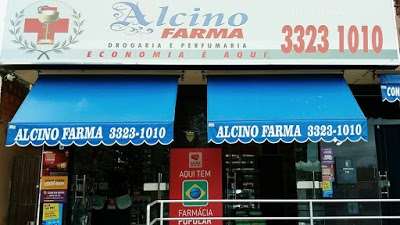 Alcino
FARMA
DROGARIA E PERFUMARIA
ECONOMIA E AQUI
3323 1010
ALCINO FARMA 3323-1010
ALCINO FARMA 3323-1010
CON
AQUI TEM
FARMÁCIA
POPULAR